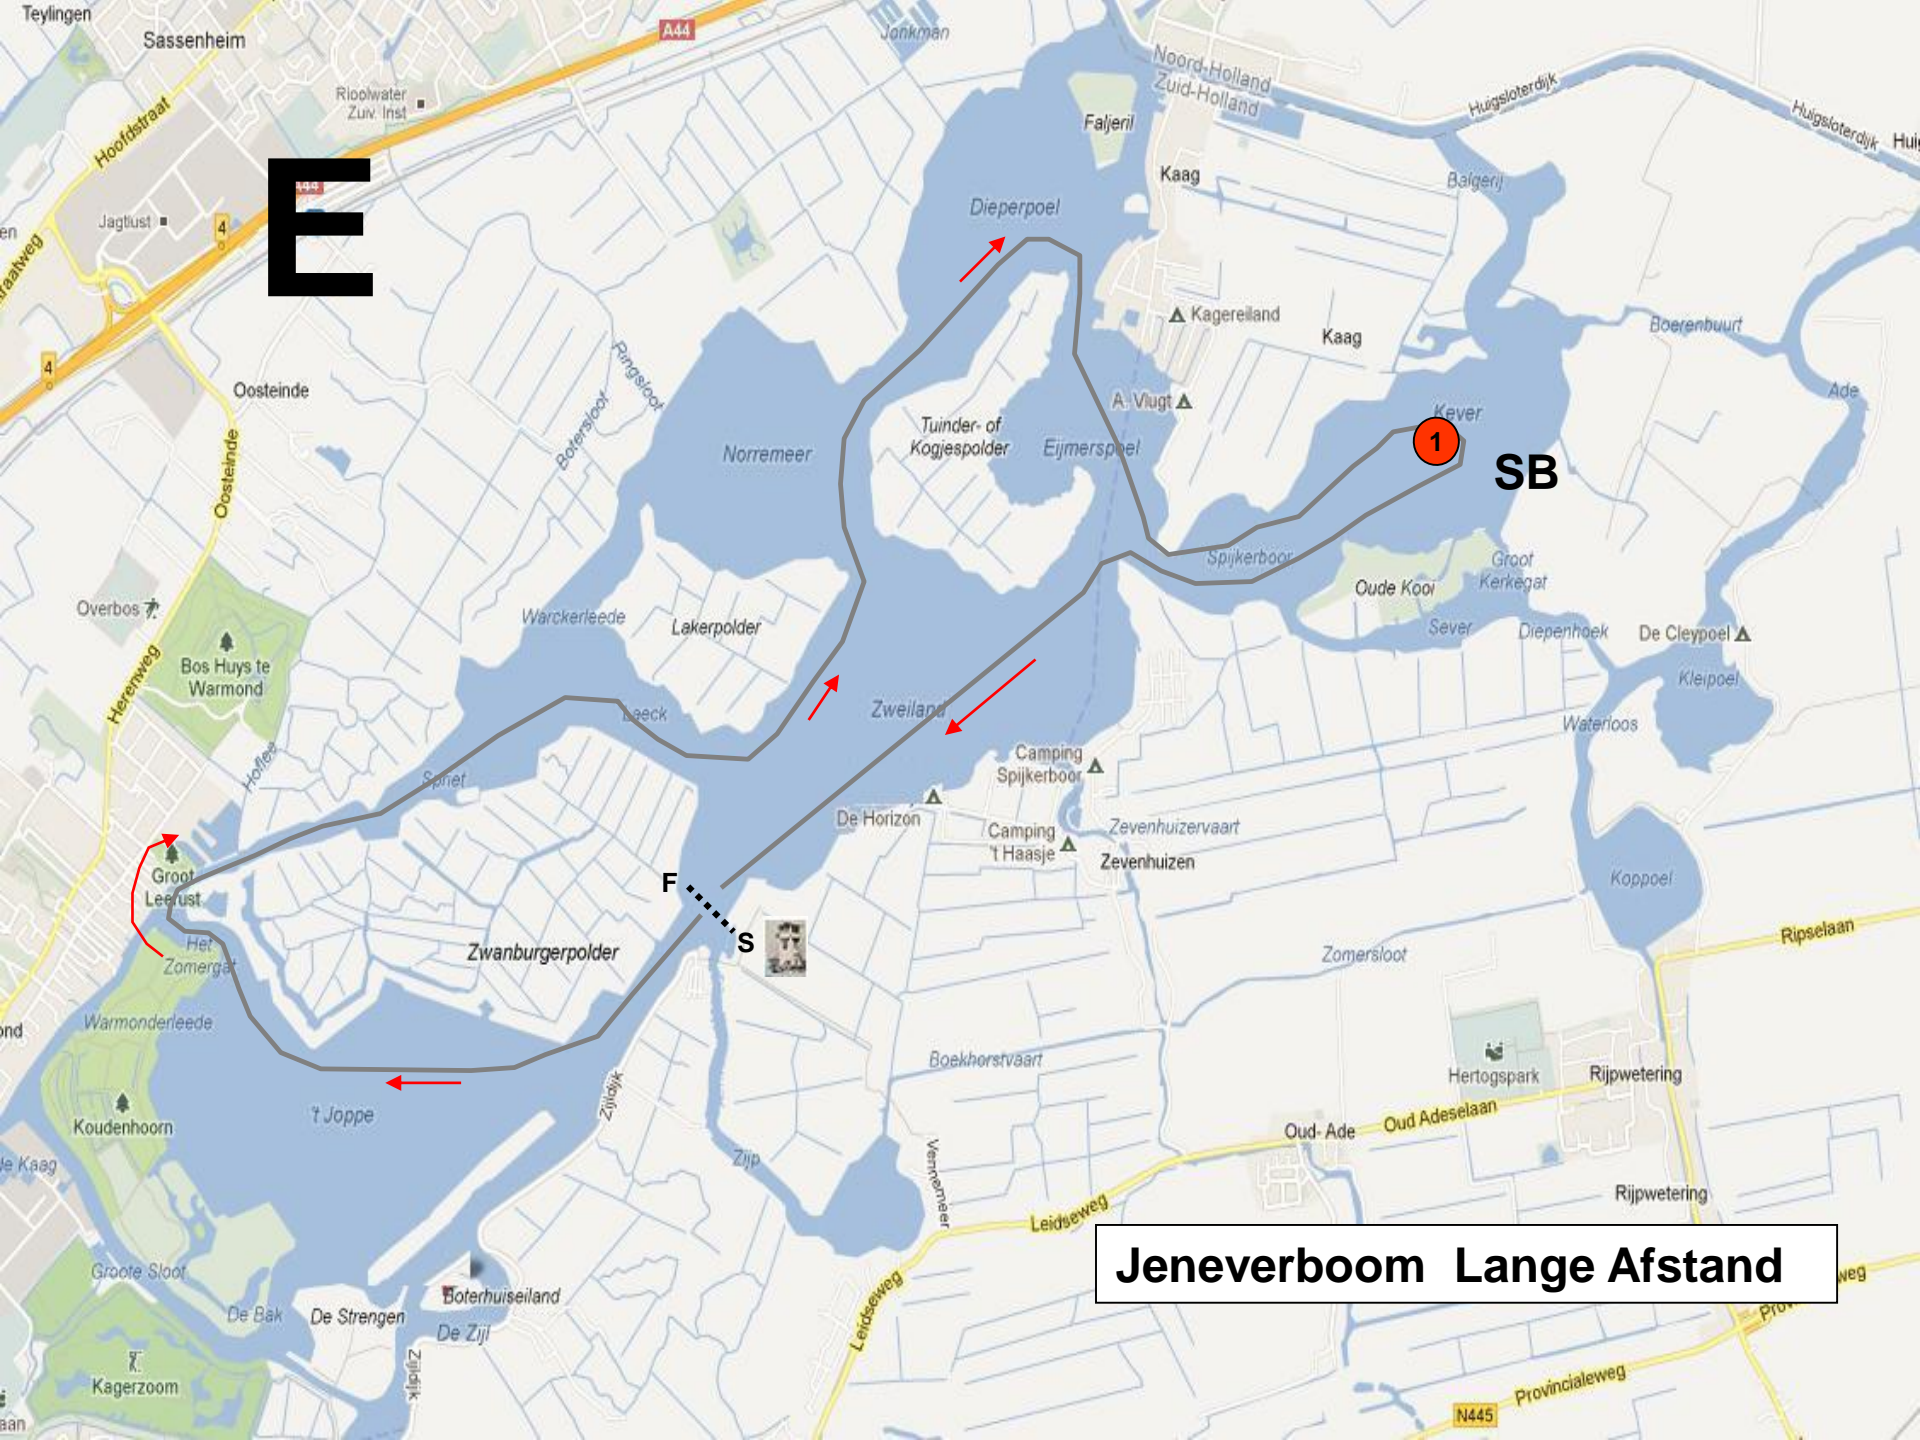 Teylingen
Sassenheim
A44
Jonkman
Noord-Holland
Zuid-Holland
Huigsloterdijk
Huigsloterdijk
Rioolwater
Zuiv. Inst
Hoofdstraat
Faljeril
E
A44
Kaag
Balgerij
Jagtlust
4
Dieperpoel
Kagereiland
Kaag
Boerenbuurt
4
Oosteinde
Ringsloot
Botersloot
A. Vlugt
Kever
Ade
Tuinder- of
Kogjespolder
Eijmerspoel
Norremeer
1
SB
Oosteinde
Spijkerboor
Groot
Kerkegat
Oude Kooi
Overbos
Warckerleede
Lakerpolder
Sever
Diepenhoek
De Cleypoel
Bos Huys te
Warmond
Herenweg
Kleipoel
Laeck
Zweiland
Waterloos
Hoflee
Spriet
Camping
Spijkerboor
De Horizon
Camping
't Haasje
Zevenhuizervaart
Zevenhuizen
Groot
Leerust
F
Koppoel
S
Het
Zomergat
Zwanburgerpolder
Zomersloot
Ripselaan
Warmonderleede
Boekhorstvaart
Hertogspark
Rijpwetering
Zijldijk
't Joppe
Koudenhoorn
Oud Adeselaan
Oud- Ade
Zijp
Vennemeer
Rijpwetering
Leidseweg
Jeneverboom Lange Afstand
Groote Sloot
Boterhuiseiland
De Bak
De Strengen
De Zijl
Leidseweg
Zijldijk
Kagerzoom
Provincialeweg
N445